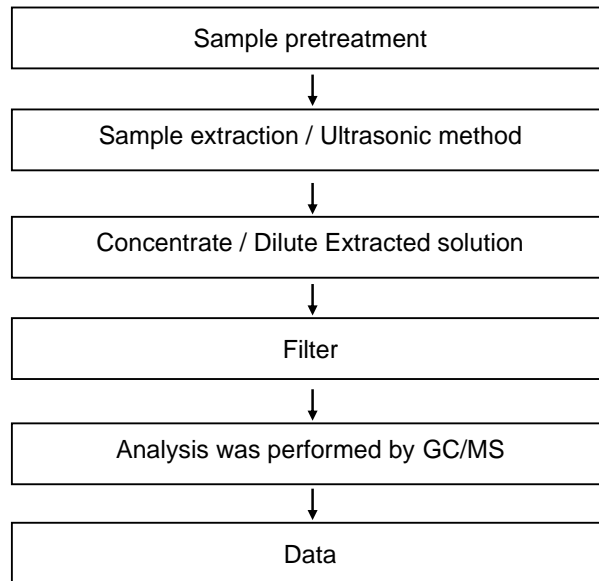 Sample pretreatment
Sample extraction / Ultrasonic method
Concentrate / Dilute Extracted solution
Filter
Analysis was performed by GC/MS
Data